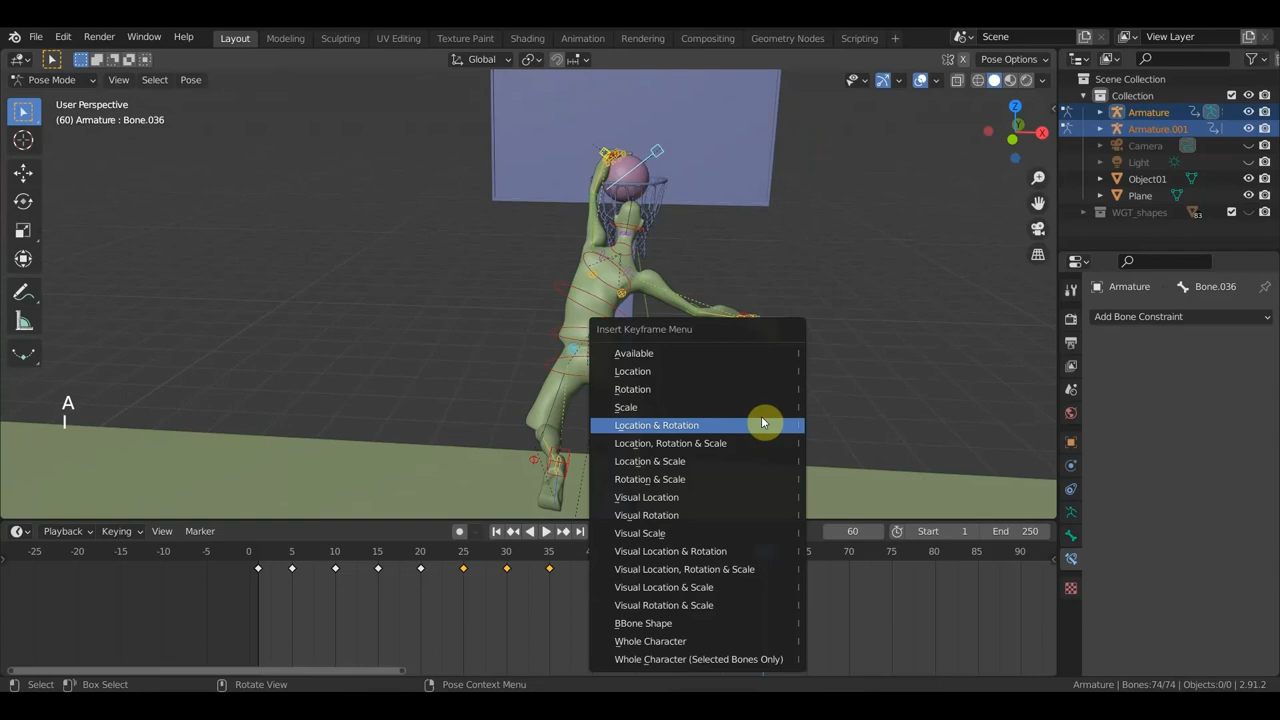 File Edit Render Window Help
Layout Modeling Sculpting UV Editing Texture Paint Shading Animation Rendering Compositing Geometry Nodes Scripting +
Scene View Layer
Global Pose Options
Pose Mode View Select Pose
User Perspective
(60) Armature : Bone.036
X
Y
Z
Scene Collection
Collection
Armature
Armature.001
Camera
Light
Object01
Plane
WGT_shapes 83
Armature Bone.036
Add Bone Constraint
A
I
Insert Keyframe Menu
Available I
Location I
Rotation I
Scale I
Location & Rotation I
Location, Rotation & Scale I
Location & Scale I
Rotation & Scale I
Visual Location I
Visual Rotation I
Visual Scale I
Visual Location & Rotation I
Visual Location, Rotation & Scale I
Visual Location & Scale I
Visual Rotation & Scale I
BBone Shape I
Whole Character I
Whole Character (Selected Bones Only) I
Playback Keying View Marker 60 Start 1 End 250
-25 -20 -15 -10 -5 0 5 10 15 20 25 30 35 65 70 75 80 85 90
Select Box Select Rotate View Pose Context Menu Armature | Bones:74/74 | Objects:0/0 | 2.91.2